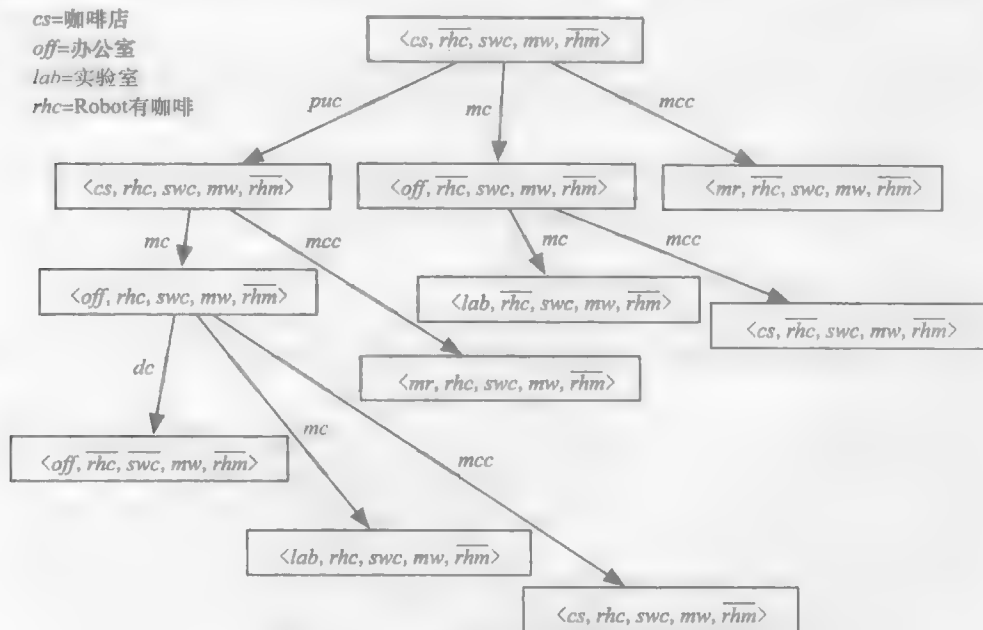 cs=咖啡店
off=办公室
lab=实验室
rhc=Robot有咖啡
⟨cs, r̅h̅c̅, swc, mw, r̅h̅m̅⟩
puc
mc
mcc
⟨cs, rhc, swc, mw, r̅h̅m̅⟩
⟨off, r̅h̅c̅, swc, mw, r̅h̅m̅⟩
⟨mr, r̅h̅c̅, swc, mw, r̅h̅m̅⟩
mc
mcc
mc
mcc
⟨off, rhc, swc, mw, r̅h̅m̅⟩
⟨lab, r̅h̅c̅, swc, mw, r̅h̅m̅⟩
⟨cs, r̅h̅c̅, swc, mw, r̅h̅m̅⟩
dc
⟨mr, rhc, swc, mw, r̅h̅m̅⟩
mc
mcc
⟨off, r̅h̅c̅, s̅w̅c̅, mw, r̅h̅m̅⟩
⟨lab, rhc, swc, mw, r̅h̅m̅⟩
⟨cs, rhc, swc, mw, r̅h̅m̅⟩